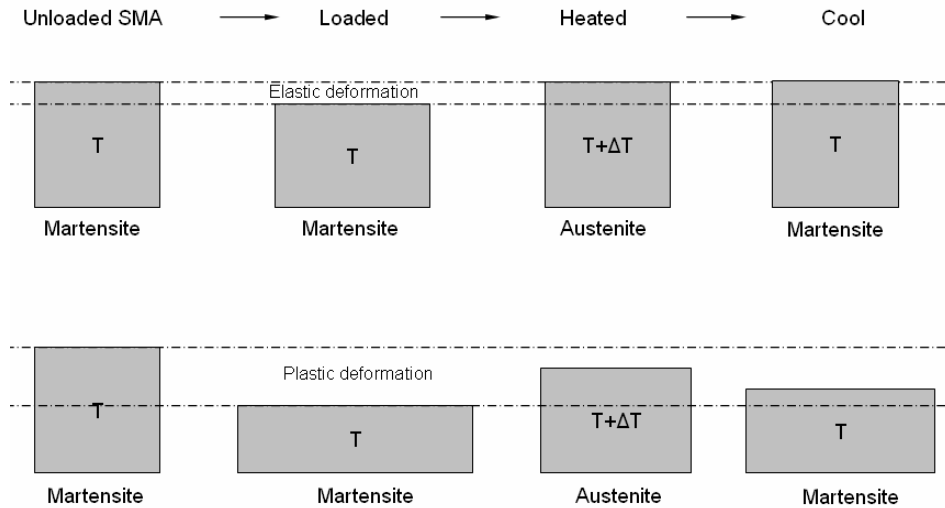 Unloaded SMA Loaded Heated Cool
Elastic deformation
T T T+ΔT T
Martensite Martensite Austenite Martensite
Plastic deformation
T T T+ΔT T
Martensite Martensite Austenite Martensite